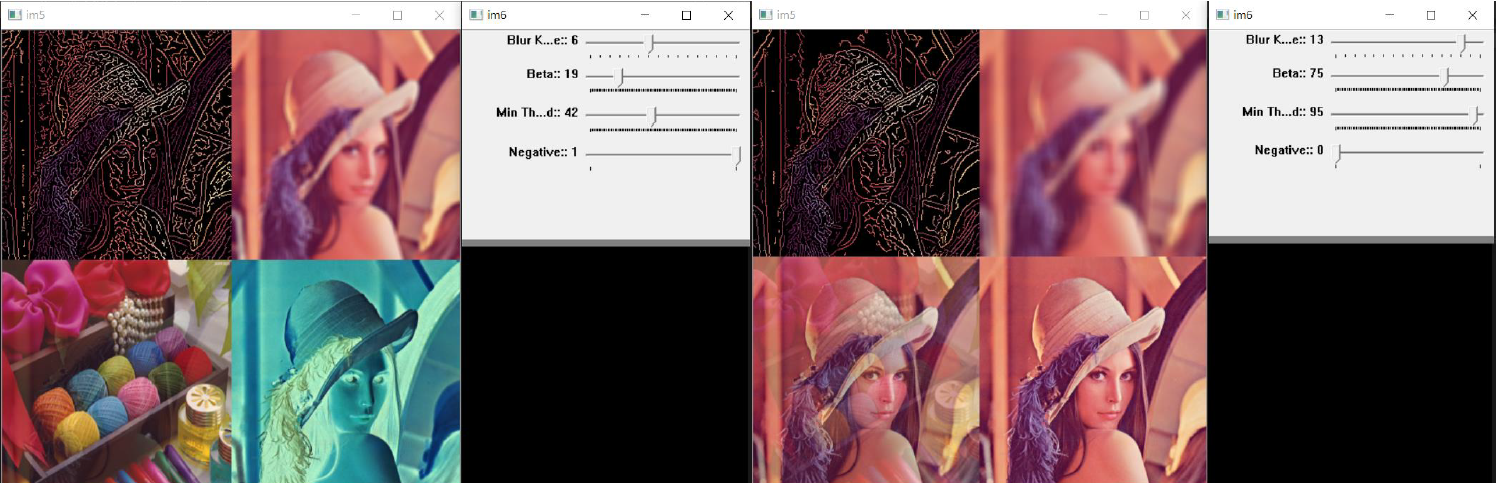 im5
im6
Blur K...e:: 6
Beta:: 19
Min Th...d:: 42
Negative:: 1
im5
im6
Blur K...e:: 13
Beta:: 75
Min Th...d:: 95
Negative:: 0